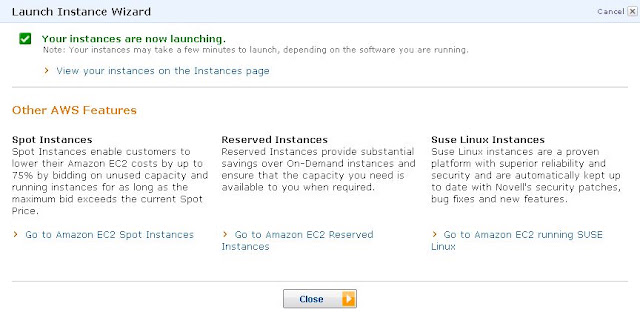 Launch Instance Wizard
Cancel
Your instances are now launching.
Note: Your instances may take a few minutes to launch, depending on the software you are running.
View your instances on the Instances page
Other AWS Features
Spot Instances
Spot Instances enable customers to
lower their Amazon EC2 costs by up to
75% by bidding on unused capacity and
running instances for as long as the
maximum bid exceeds the current Spot
Price.
Go to Amazon EC2 Spot Instances
Reserved Instances
Reserved Instances provide substantial
savings over On-Demand instances and
ensure that the capacity you need is
available to you when required.
Go to Amazon EC2 Reserved
Instances
Suse Linux Instances
Suse Linux instances are a proven
platform with superior reliability and
security and are automatically kept up
to date with Novell's security patches,
bug fixes and new features.
Go to Amazon EC2 running SUSE
Linux
Close